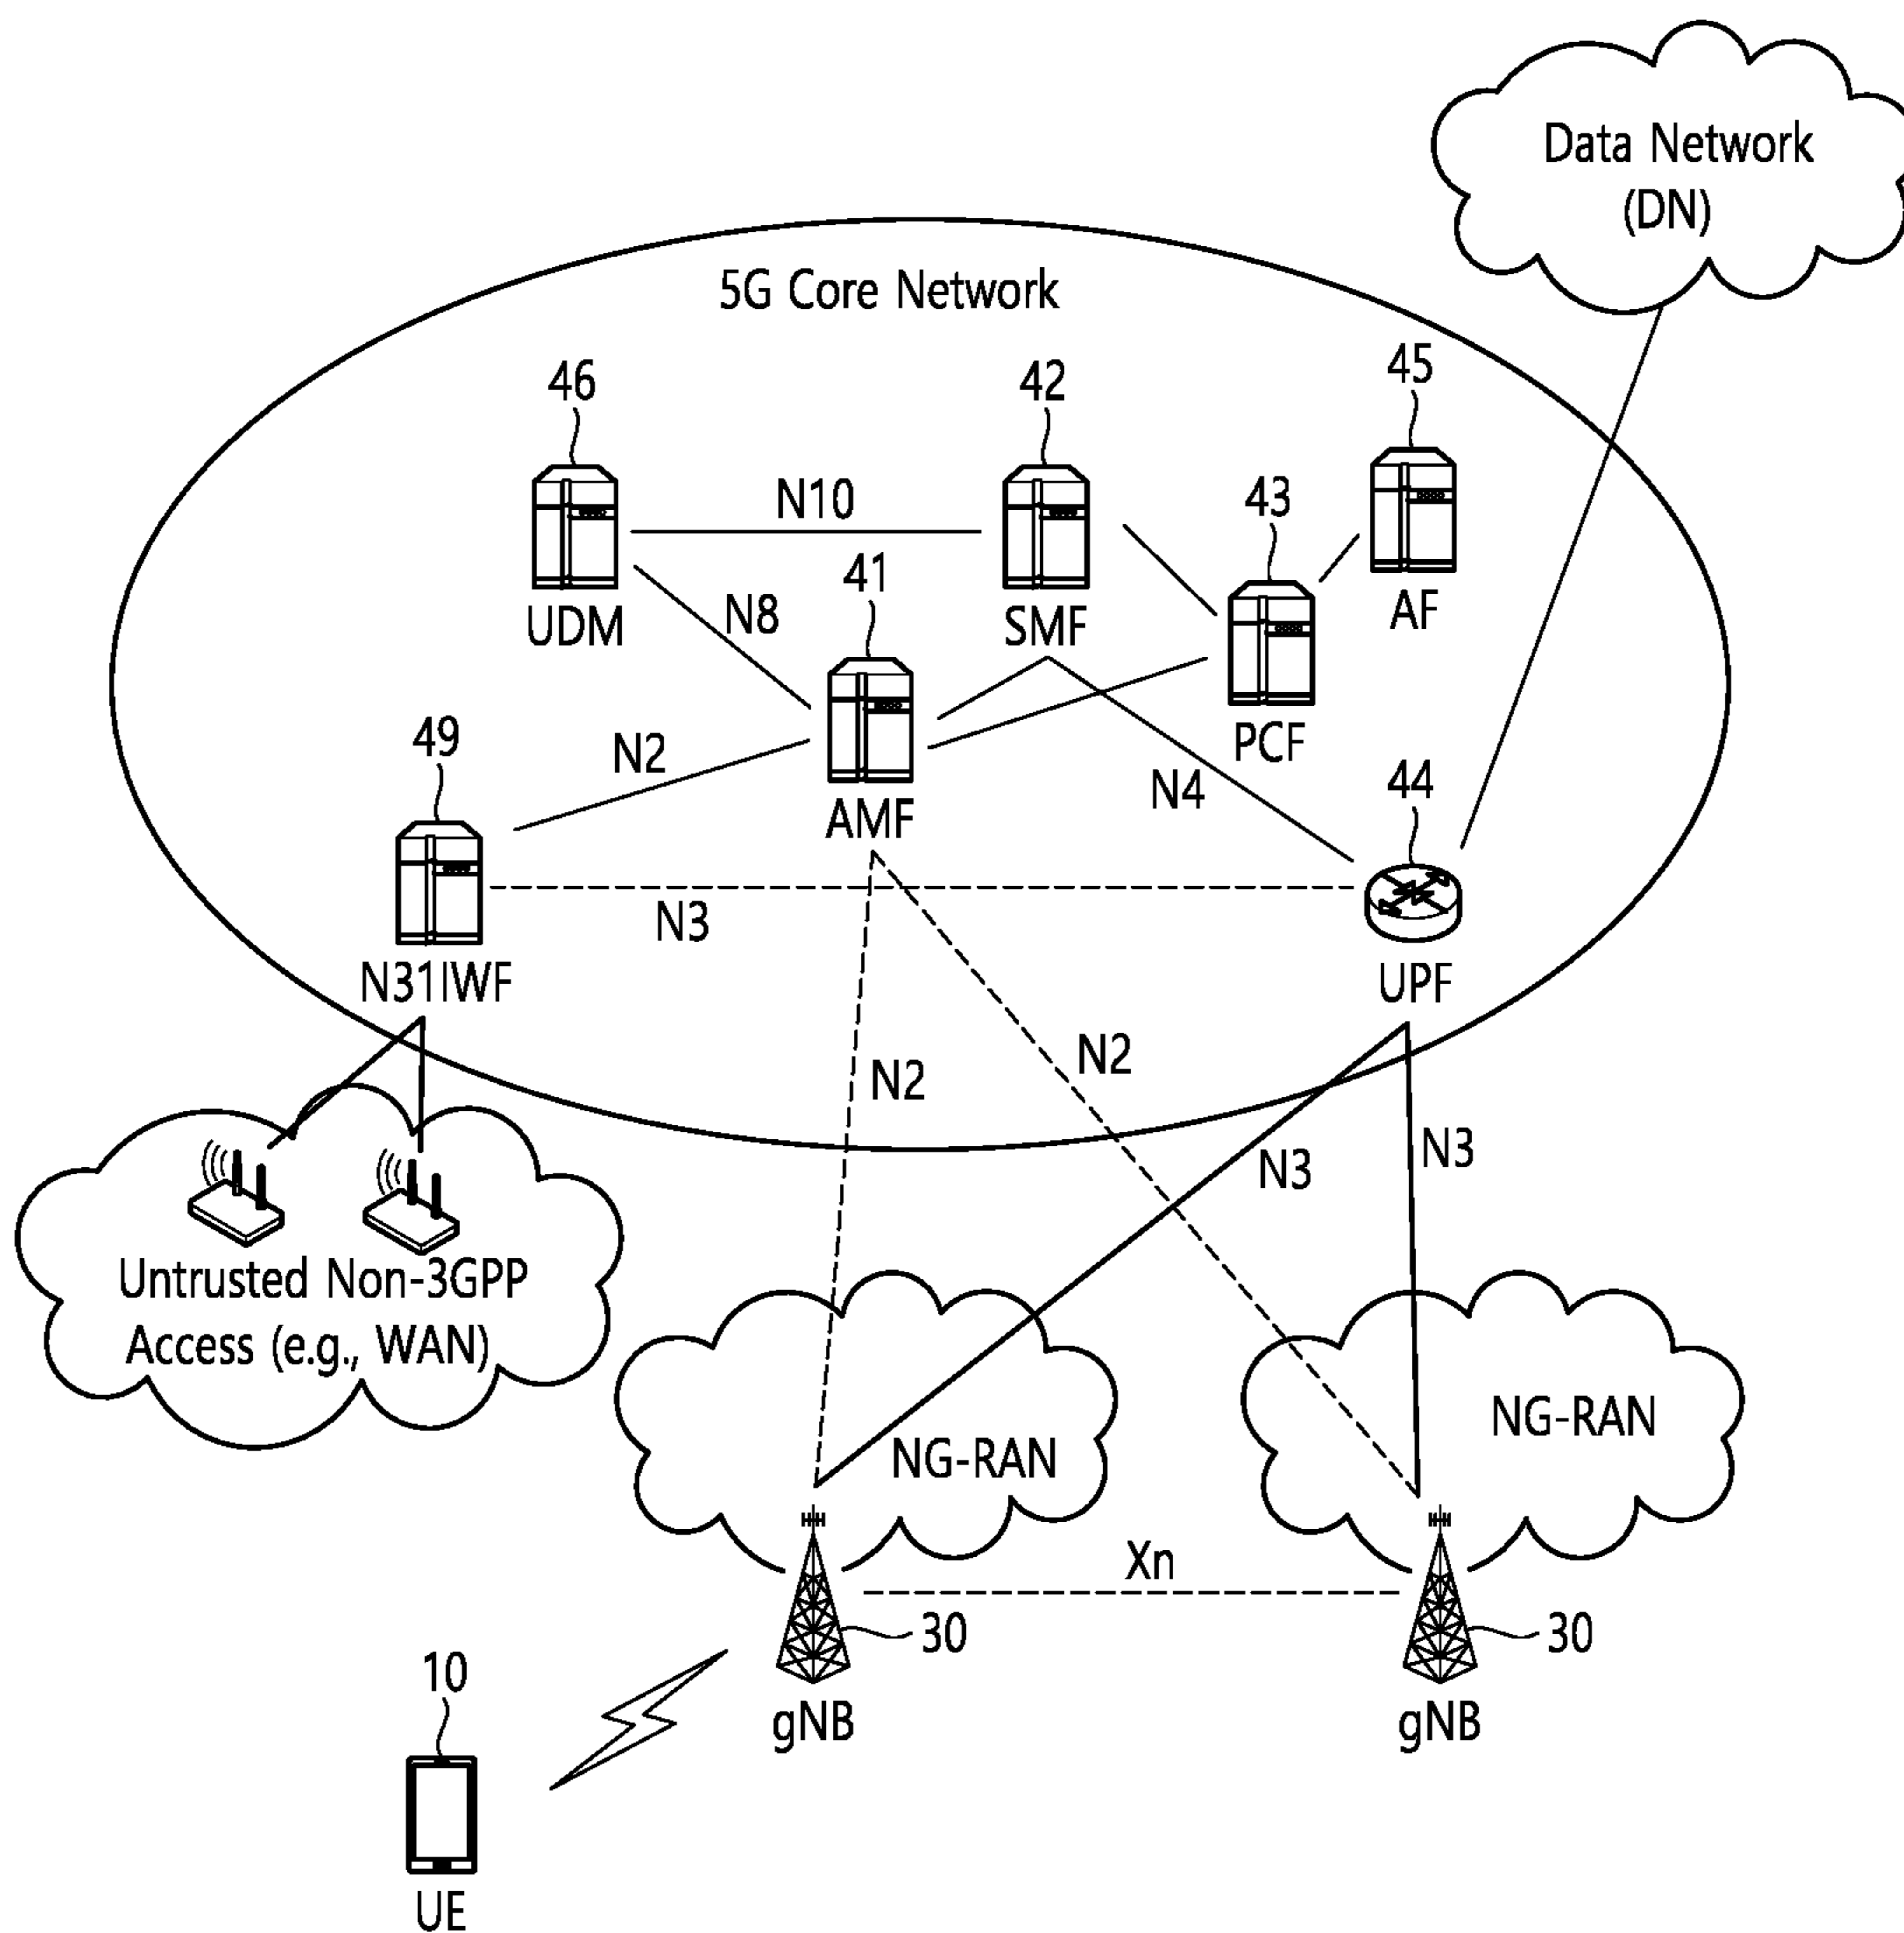 Data Network
(DN)
5G Core Network
46
42
45
N10
43
41
UDM
N8
SMF
AF
49
N2
PCF
N4
44
AMF
N3
N31IWF
UPF
N2
N2
N3
N3
Untrusted Non-3GPP
Access (e.g., WAN)
NG-RAN
NG-RAN
Xn
30
30
10
gNB
gNB
UE